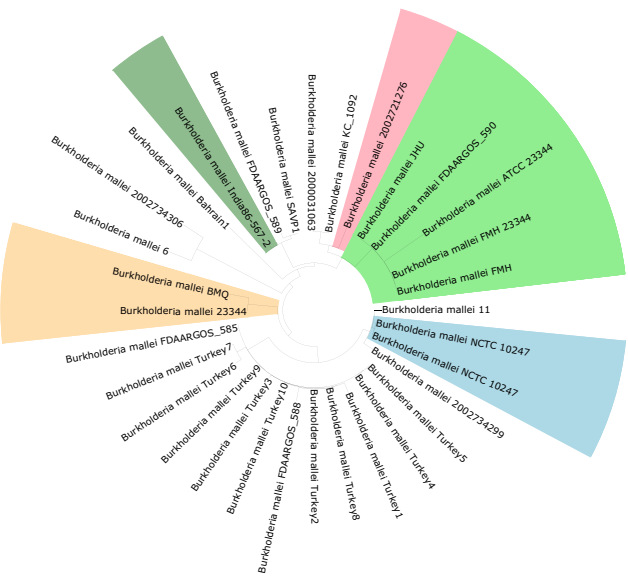 Burkholderia mallei 11
Burkholderia mallei FMH
Burkholderia mallei FMH 23344
Burkholderia mallei ATCC 23344
Burkholderia mallei FDAARGOS_590
Burkholderia mallei JHU
Burkholderia mallei 2002721276
Burkholderia mallei KC_1092
Burkholderia mallei 2000031063
Burkholderia mallei SAVP1
Burkholderia mallei FDAARGOS_589
Burkholderia mallei India86-567-2
Burkholderia mallei Bahrain1
Burkholderia mallei 2002734306
Burkholderia mallei 6
Burkholderia mallei BMQ
Burkholderia mallei 23344
Burkholderia mallei FDAARGOS_585
Burkholderia mallei Turkey7
Burkholderia mallei Turkey6
Burkholderia mallei Turkey9
Burkholderia mallei Turkey3
Burkholderia mallei Turkey10
Burkholderia mallei FDAARGOS_588
Burkholderia mallei Turkey2
Burkholderia mallei Turkey8
Burkholderia mallei Turkey1
Burkholderia mallei Turkey4
Burkholderia mallei Turkey5
Burkholderia mallei 2002734299
Burkholderia mallei NCTC 10247
Burkholderia mallei NCTC 10247